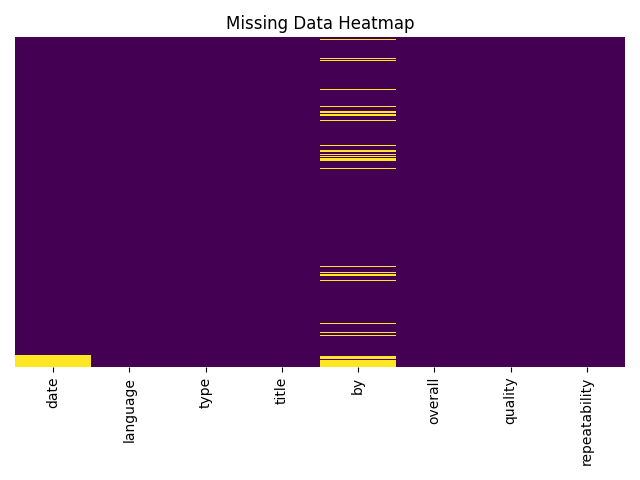 Missing Data Heatmap
date
language
type
title
by
overall
quality
repeatability